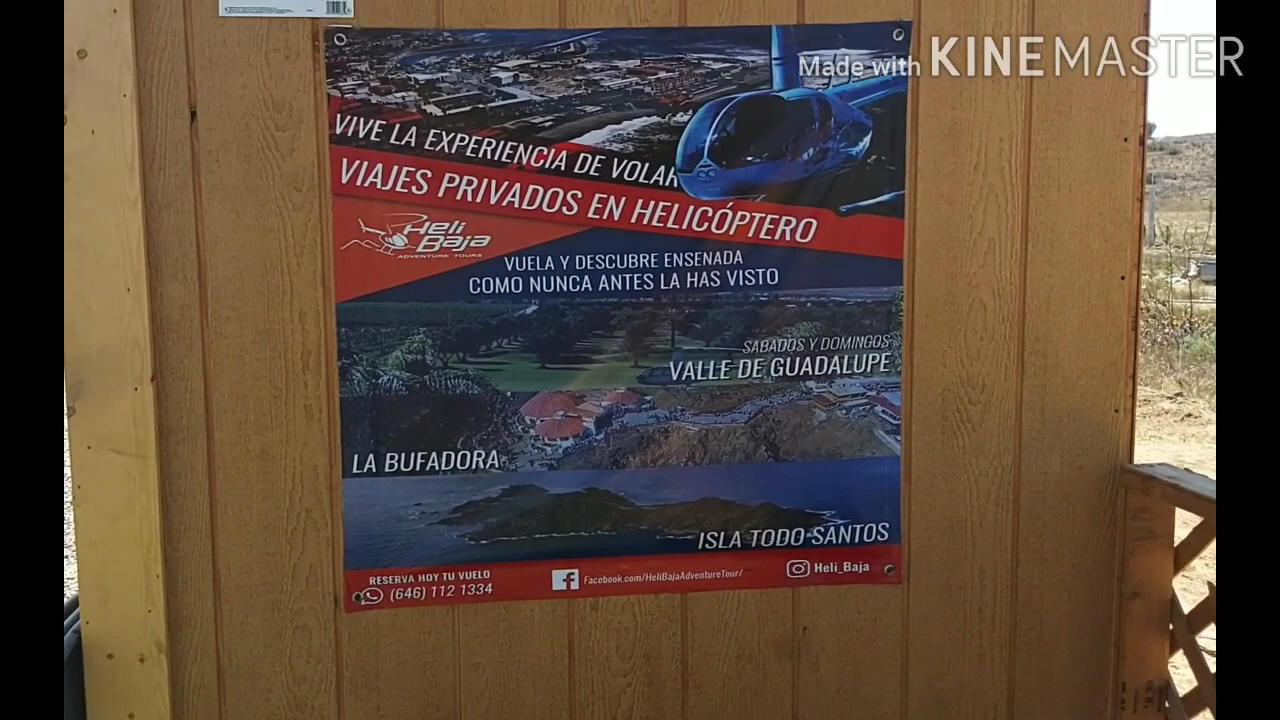 Made with KINEMASTER
VIVE LA EXPERIENCIA DE VOLAR
VIAJES PRIVADOS EN HELICÓPTERO
Heli
Baja
ADVENTURE TOURS
VUELA Y DESCUBRE ENSENADA
COMO NUNCA ANTES LA HAS VISTO
SABADOS Y DOMINGOS
VALLE DE GUADALUPE
LA BUFADORA
ISLA TODO SANTOS
RESERVA HOY TU VUELO
(646) 112 1334
Facebook.com/HeliBajaAdventureTour/
Heli_Baja